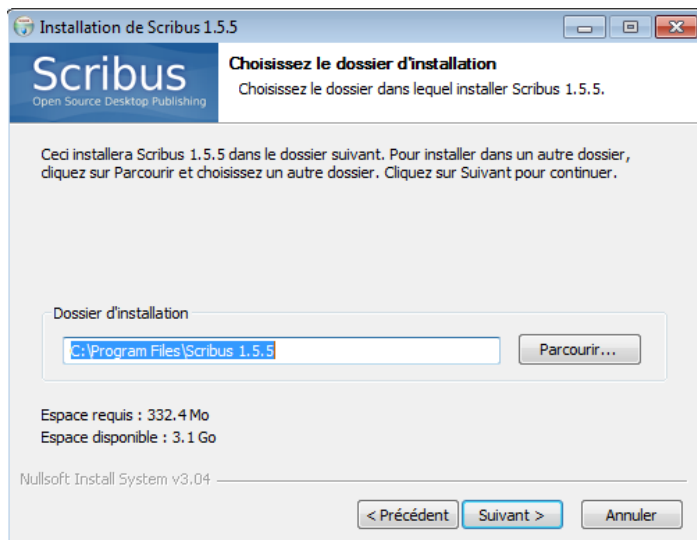 Installation de Scribus 1.5.5
Scribus
Open Source Desktop Publishing
Choisissez le dossier d'installation
Choisissez le dossier dans lequel installer Scribus 1.5.5.
Ceci installera Scribus 1.5.5 dans le dossier suivant. Pour installer dans un autre dossier,
cliquez sur Parcourir et choisissez un autre dossier. Cliquez sur Suivant pour continuer.
Dossier d'installation
C:\Program Files\Scribus 1.5.5
Parcourir...
Espace requis : 332.4 Mo
Espace disponible : 3.1 Go
Nullsoft Install System v3.04
< Précédent
Suivant >
Annuler